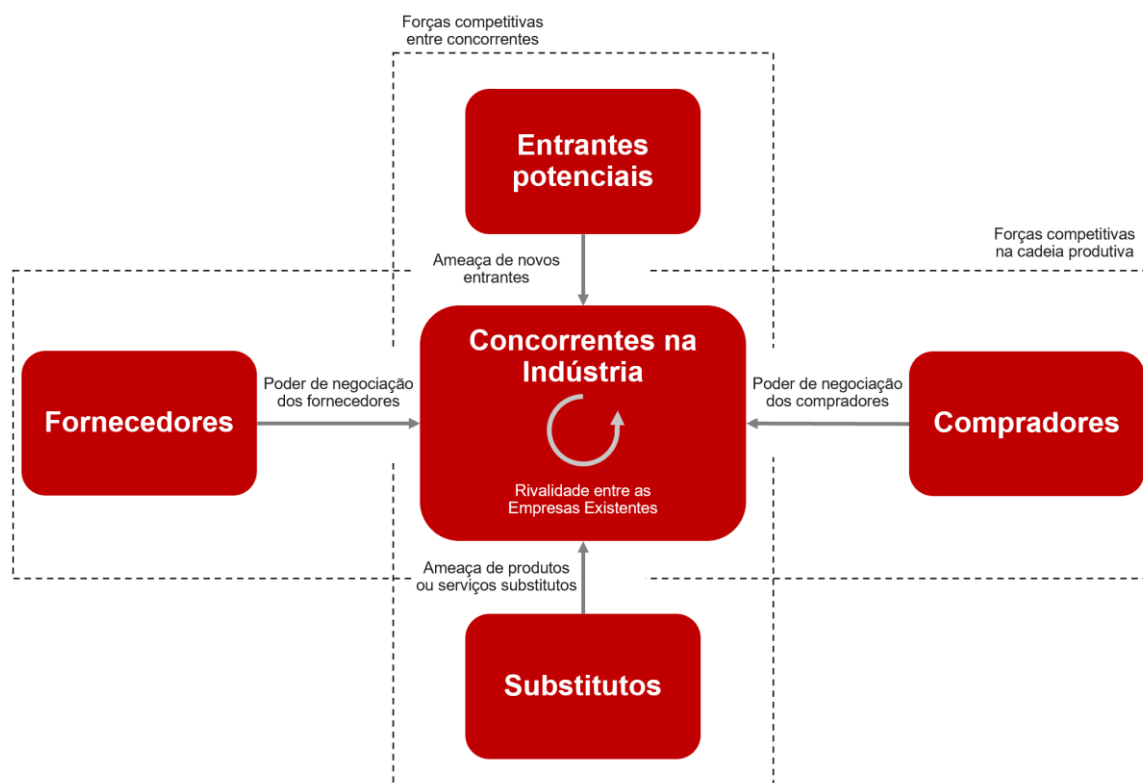 Forças competitivas
entre concorrentes
Entrantes
potenciais
Forças competitivas
na cadeia produtiva
Ameaça de novos
entrantes
Concorrentes na
Indústria
Poder de negociação
dos fornecedores
Poder de negociação
dos compradores
Fornecedores
Compradores
Rivalidade entre as
Empresas Existentes
Ameaça de produtos
ou serviços substitutos
Substitutos